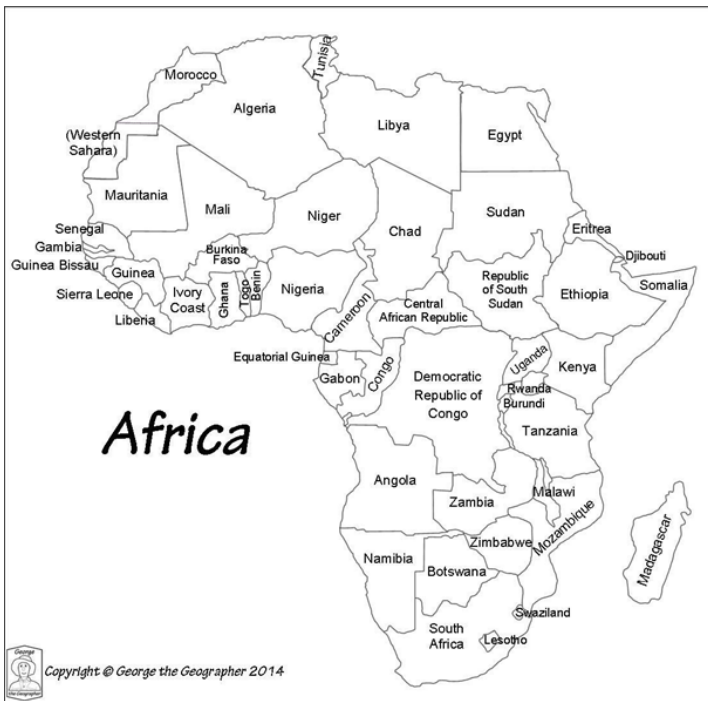 Morocco
Tunisia
Algeria
Libya
Egypt
(Western
Sahara)
Mauritania
Mali
Niger
Chad
Sudan
Eritrea
Senegal
Gambia
Guinea Bissau
Guinea
Sierra Leone
Liberia
Ivory
Coast
Burkina
Faso
Ghana
Togo
Benin
Nigeria
Cameroon
Central
African Republic
Republic
of South
Sudan
Ethiopia
Djibouti
Somalia
Equatorial Guinea
Gabon
Congo
Democratic
Republic of
Congo
Uganda
Kenya
Rwanda
Burundi
Tanzania
Africa
Angola
Zambia
Malawi
Mozambique
Zimbabwe
Madagascar
Namibia
Botswana
Swaziland
South
Africa
Lesotho
George
the Geographer
Copyright © George the Geographer 2014